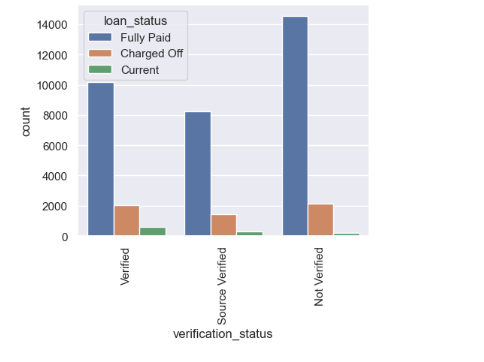 loan_status
Fully Paid
Charged Off
Current
14000
12000
10000
8000
6000
4000
2000
0
count
Verified
Source Verified
Not Verified
verification_status